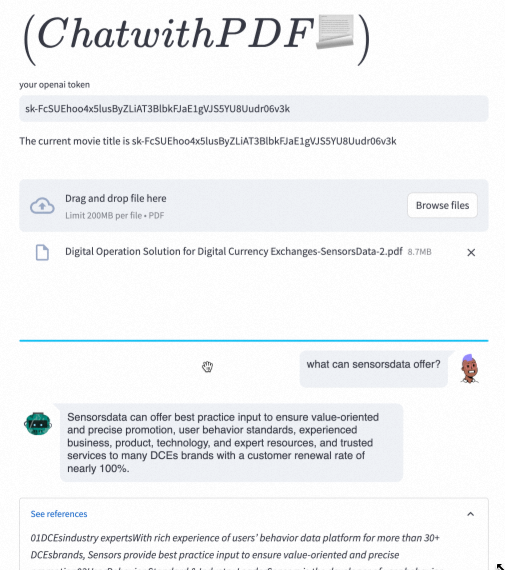 (ChatwithPDF)
your openai token
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
The current movie title is 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
Drag and drop file here
Limit 200MB per file • PDF
Browse files
Digital Operation Solution for Digital Currency Exchanges-SensorsData-2.pdf 8.7MB
what can sensorsdata offer?
Sensorsdata can offer best practice input to ensure value-oriented
and precise promotion, user behavior standards, experienced
business, product, technology, and expert resources, and trusted
services to many DCEs brands with a customer renewal rate of
nearly 100%.
See references
01DCEsindustry expertsWith rich experience of users' behavior data platform for more than 30+
DCEsbrands, Sensors provide best practice input to ensure value-oriented and precise